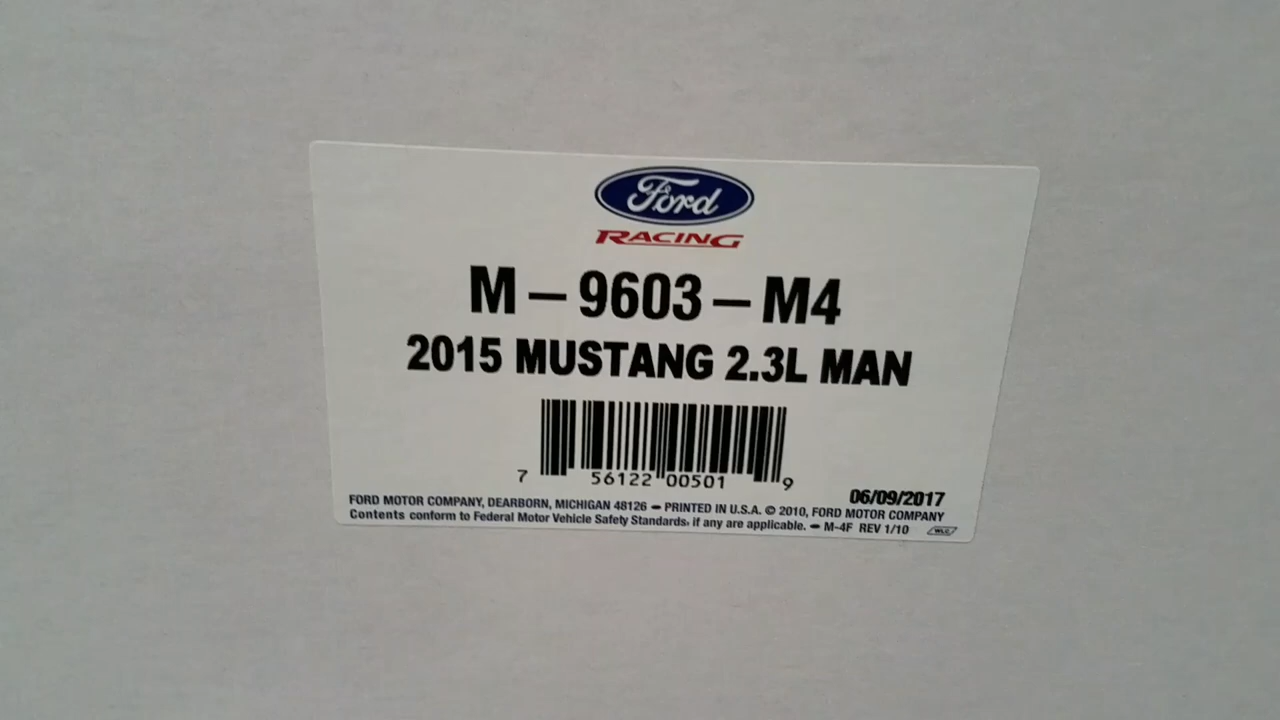 Ford
RACING
M – 9603 – M4
2015 MUSTANG 2.3L MAN
7 56122 00501 9
06/09/2017
FORD MOTOR COMPANY, DEARBORN, MICHIGAN 48126 – PRINTED IN U.S.A. © 2010, FORD MOTOR COMPANY
Contents conform to Federal Motor Vehicle Safety Standards, if any are applicable. – M-4F REV 1/10 WLC